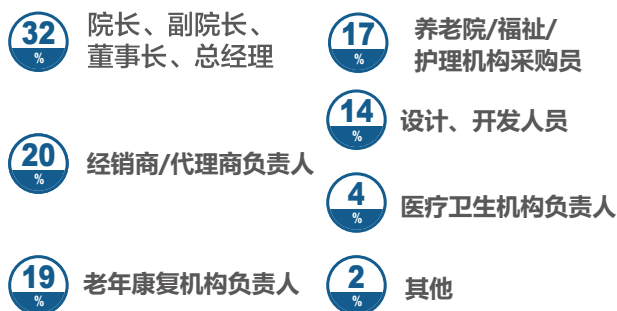 32
%
院长、副院长、
董事长、总经理
20
%
经销商/代理商负责人
19
%
老年康复机构负责人
17
%
养老院/福祉/
护理机构采购员
14
%
设计、开发人员
4
%
医疗卫生机构负责人
2
%
其他